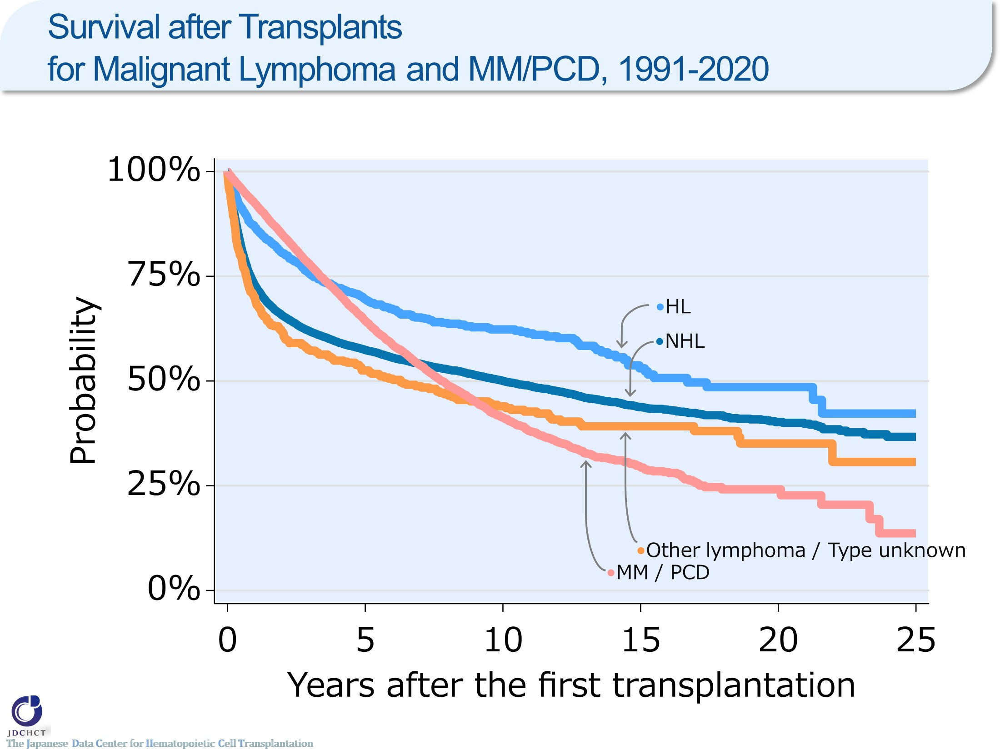 Survival after Transplants
for Malignant Lymphoma and MM/PCD, 1991-2020
100%
75%
50%
25%
0%
Probability
HL
NHL
Other lymphoma / Type unknown
MM / PCD
0 5 10 15 20 25
Years after the first transplantation
JDCHCT
The Japanese Data Center for Hematopoietic Cell Transplantation